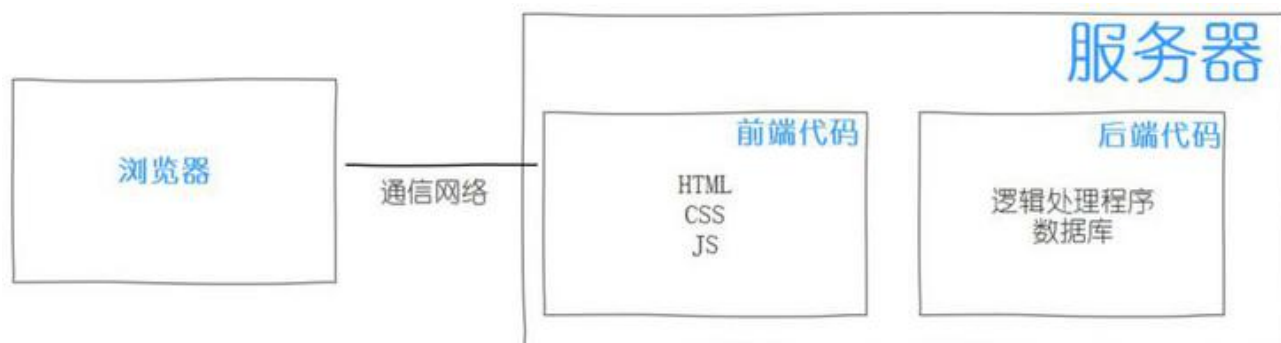 服务器
浏览器
通信网络
前端代码
HTML
CSS
JS
后端代码
逻辑处理程序
数据库